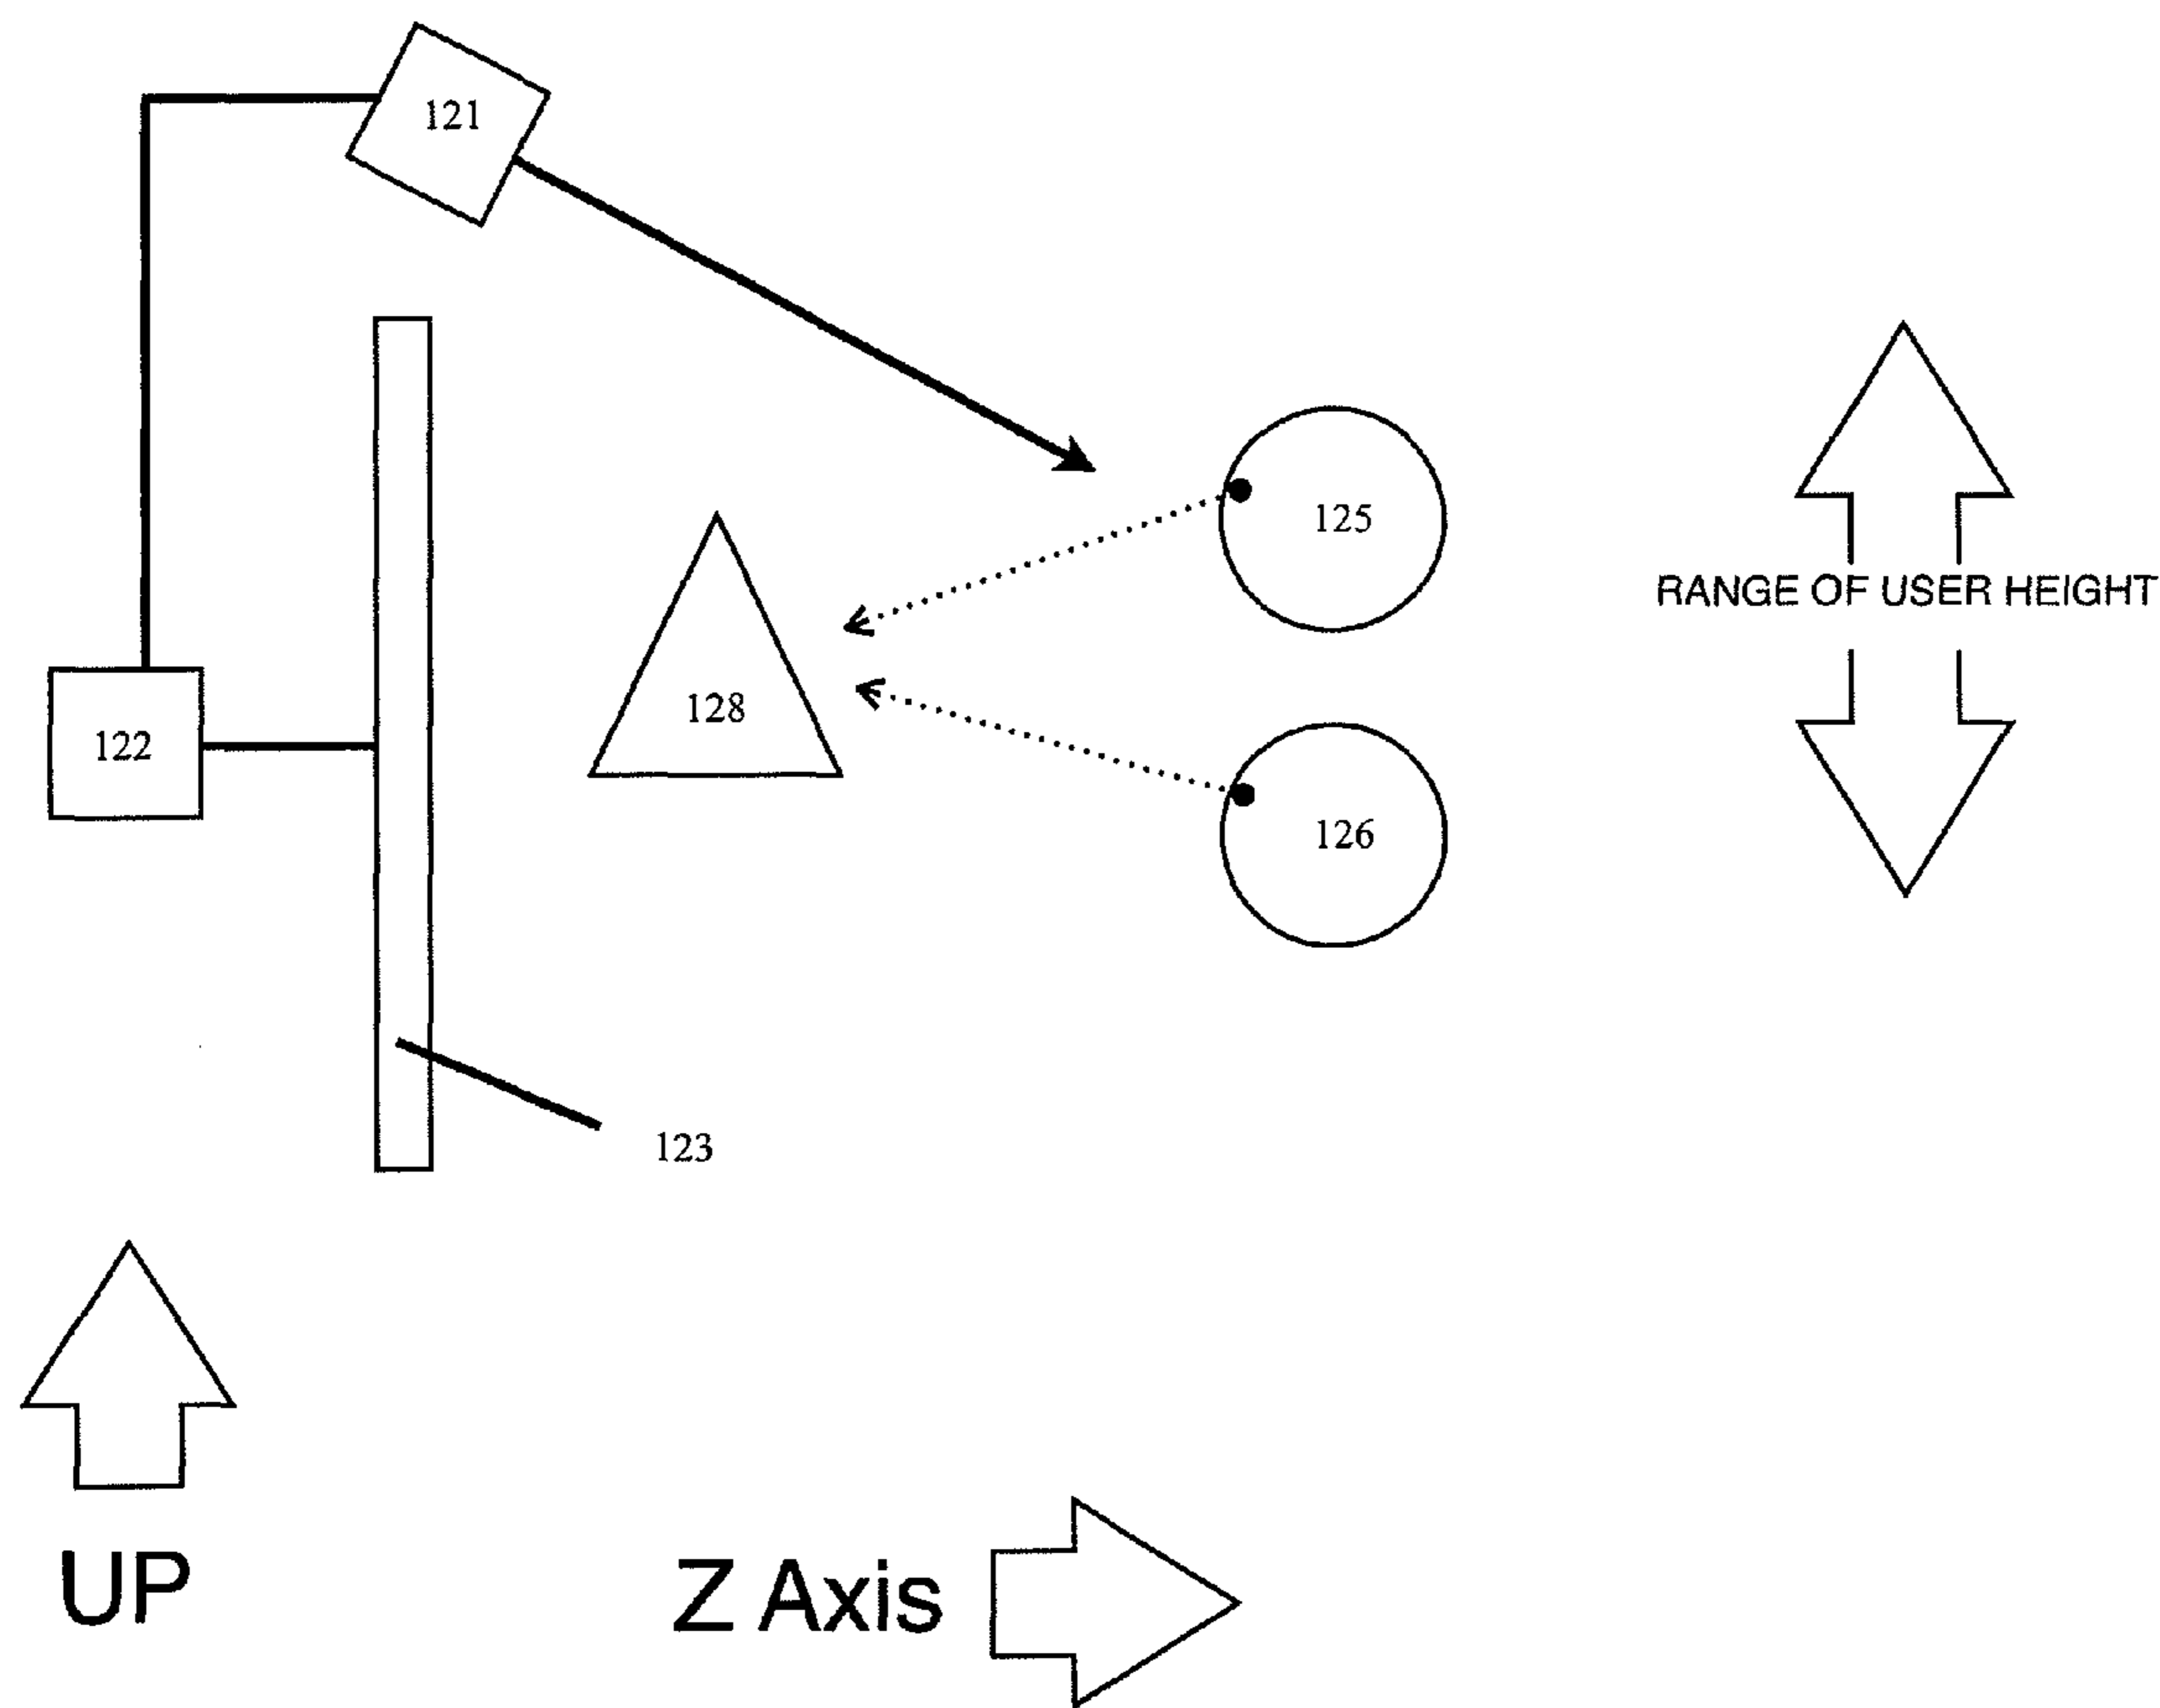 121
125
RANGE OF USER HEIGHT
128
122
126
123
UP
Z Axis